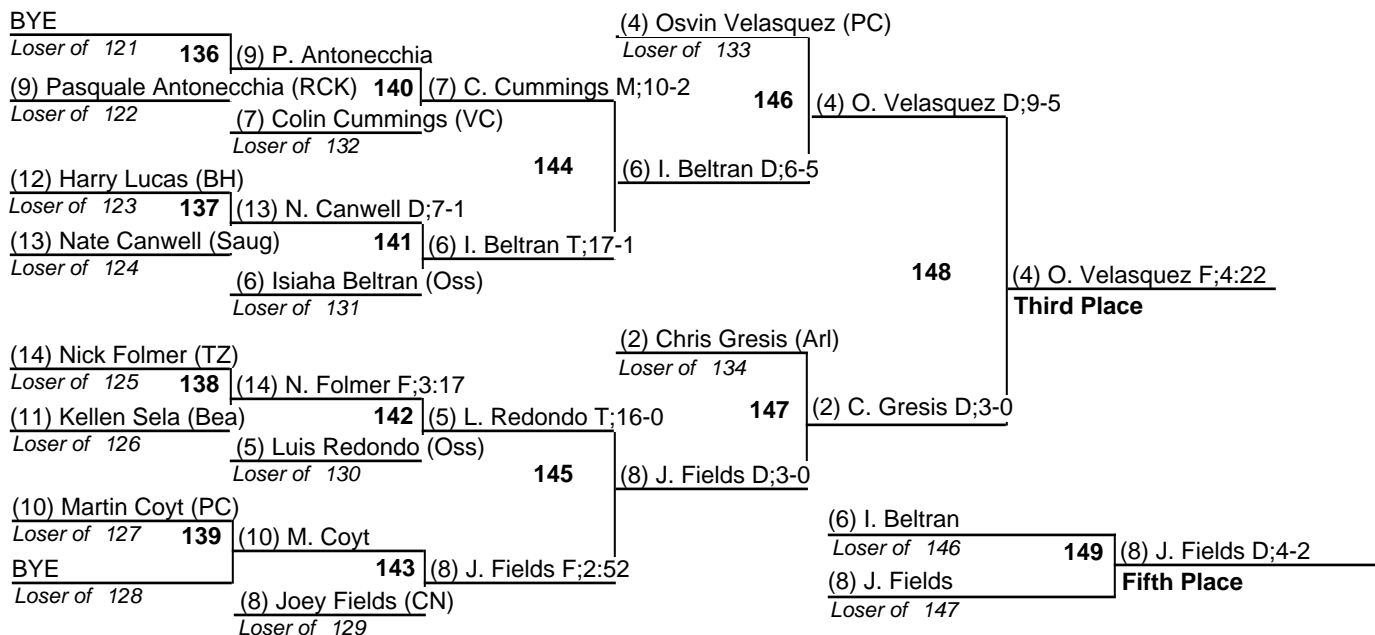 BYE
Loser of 121
136
(9) P. Antonecchia
(9) Pasquale Antonecchia (RCK)
Loser of 122
140
(7) C. Cummings M;10-2
(7) Colin Cummings (VC)
Loser of 132
(12) Harry Lucas (BH)
Loser of 123
137
(13) N. Canwell D;7-1
(13) Nate Canwell (Saug)
Loser of 124
141
(6) I. Beltran T;17-1
(6) Isiaha Beltran (Oss)
Loser of 131
144
(6) I. Beltran D;6-5
(4) Osvin Velasquez (PC)
Loser of 133
146
(4) O. Velasquez D;9-5
(14) Nick Folmer (TZ)
Loser of 125
138
(14) N. Folmer F;3:17
(11) Kellen Sela (Bea)
Loser of 126
142
(5) L. Redondo T;16-0
(5) Luis Redondo (Oss)
Loser of 130
(10) Martin Coyt (PC)
Loser of 127
139
(10) M. Coyt
BYE
Loser of 128
143
(8) J. Fields F;2:52
(8) Joey Fields (CN)
Loser of 129
145
(8) J. Fields D;3-0
(2) Chris Gresis (Arl)
Loser of 134
147
(2) C. Gresis D;3-0
148
(4) O. Velasquez F;4:22
Third Place
(6) I. Beltran
Loser of 146
149
(8) J. Fields D;4-2
(8) J. Fields
Loser of 147
Fifth Place